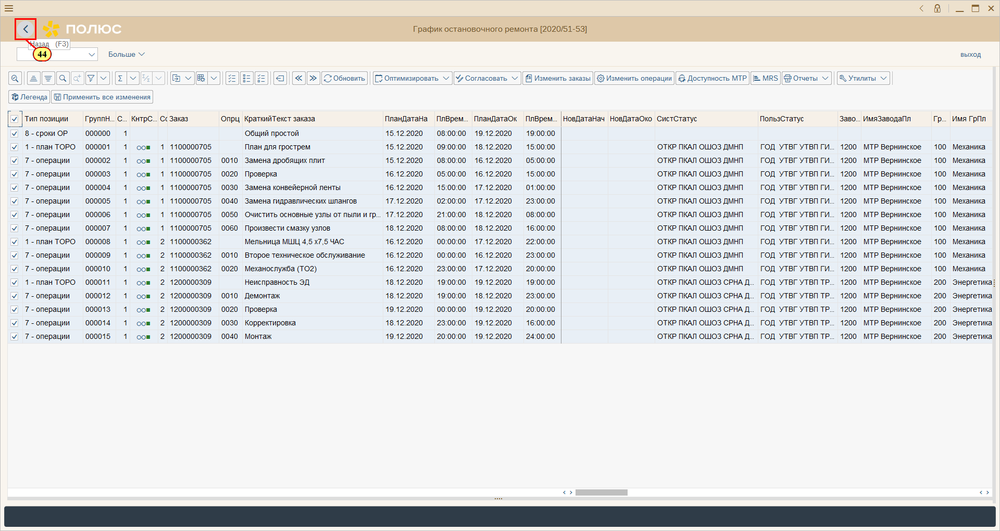 ПОЛЮС
График остановочного ремонта [2020/51-53]
Назад (F3)
44
Больше
выход
Обновить Оптимизировать Согласовать Изменить заказы Изменить операции Доступность МТР MRS Отчеты Утилиты
Легенда Применить все изменения
Тип позиции ГруппН... С... КнтрС... Сс Заказ Опрц КраткийТекст заказа ПланДатаНа ПлВрем... ПланДатаОк ПлВрем... НовДатаНач НовДатаОко СистСтатус ПользСтатус Заво... ИмяЗаводаПл Гр... Имя ГрПл
8 - сроки ОР 000000 1 Общий простой 15.12.2020 08:00:00 19.12.2020 19:00:00
1 - план ТОРО 000001 1 1 1100000705 План для грострем 15.12.2020 09:00:00 18.12.2020 15:00:00 ОТКР ПКАЛ ОШОЗ ДМНП ГОД УТВГ УТВП ГИ... 1200 МТР Вернинское 100 Механика
7 - операции 000002 1 1 1100000705 0010 Замена дробящих плит 15.12.2020 08:00:00 16.12.2020 05:00:00 ОТКР ПКАЛ ОШОЗ ДМНП ГОД УТВГ УТВП ГИ... 1200 МТР Вернинское 100 Механика
7 - операции 000003 1 1 1100000705 0020 Проверка 16.12.2020 05:00:00 16.12.2020 15:00:00 ОТКР ПКАЛ ОШОЗ ДМНП ГОД УТВГ УТВП ГИ... 1200 МТР Вернинское 100 Механика
7 - операции 000004 1 1 1100000705 0030 Замена конвейерной ленты 16.12.2020 15:00:00 17.12.2020 01:00:00 ОТКР ПКАЛ ОШОЗ ДМНП ГОД УТВГ УТВП ГИ... 1200 МТР Вернинское 100 Механика
7 - операции 000005 1 1 1100000705 0040 Замена гидравлических шлангов 17.12.2020 02:00:00 17.12.2020 23:00:00 ОТКР ПКАЛ ОШОЗ ДМНП ГОД УТВГ УТВП ГИ... 1200 МТР Вернинское 100 Механика
7 - операции 000006 1 1 1100000705 0050 Очистить основные узлы от пыли и гр... 17.12.2020 21:00:00 18.12.2020 08:00:00 ОТКР ПКАЛ ОШОЗ ДМНП ГОД УТВГ УТВП ГИ... 1200 МТР Вернинское 100 Механика
7 - операции 000007 1 1 1100000705 0060 Произвести смазку узлов 18.12.2020 08:00:00 18.12.2020 16:00:00 ОТКР ПКАЛ ОШОЗ ДМНП ГОД УТВГ УТВП ГИ... 1200 МТР Вернинское 100 Механика
1 - план ТОРО 000008 1 2 1100000362 Мельница МШЦ 4,5 х7,5 ЧАС 16.12.2020 00:00:00 17.12.2020 22:00:00 ОТКР ПКАЛ ОШОЗ ДМНП ГОД УТВГ УТВП ГИ... 1200 МТР Вернинское 100 Механика
7 - операции 000009 1 2 1100000362 0010 Второе техническое обслуживание 16.12.2020 00:00:00 16.12.2020 23:00:00 ОТКР ПКАЛ ОШОЗ ДМНП ГОД УТВГ УТВП ГИ... 1200 МТР Вернинское 100 Механика
7 - операции 000010 1 2 1100000362 0020 Механослужба (ТО2) 16.12.2020 23:00:00 17.12.2020 20:00:00 ОТКР ПКАЛ ОШОЗ ДМНП ГОД УТВГ УТВП ГИ... 1200 МТР Вернинское 100 Механика
1 - план ТОРО 000011 1 2 1200000309 Неисправность ЭД 18.12.2020 19:00:00 19.12.2020 19:00:00 ОТКР ПКАЛ ОШОЗ СРНА Д... ГОД УТВГ УТВП ТР... 1200 МТР Вернинское 200 Энергетика
7 - операции 000012 1 2 1200000309 0010 Демонтаж 18.12.2020 19:00:00 18.12.2020 23:00:00 ОТКР ПКАЛ ОШОЗ СРНА Д... ГОД УТВГ УТВП ТР... 1200 МТР Вернинское 200 Энергетика
7 - операции 000013 1 2 1200000309 0020 Проверка 19.12.2020 00:00:00 19.12.2020 20:00:00 ОТКР ПКАЛ ОШОЗ СРНА Д... ГОД УТВГ УТВП ТР... 1200 МТР Вернинское 200 Энергетика
7 - операции 000014 1 2 1200000309 0030 Корректировка 18.12.2020 23:00:00 19.12.2020 16:00:00 ОТКР ПКАЛ ОШОЗ СРНА Д... ГОД УТВГ УТВП ТР... 1200 МТР Вернинское 200 Энергетика
7 - операции 000015 1 2 1200000309 0040 Монтаж 19.12.2020 20:00:00 19.12.2020 24:00:00 ОТКР ПКАЛ ОШОЗ СРНА Д... ГОД УТВГ УТВП ТР... 1200 МТР Вернинское 200 Энергетика